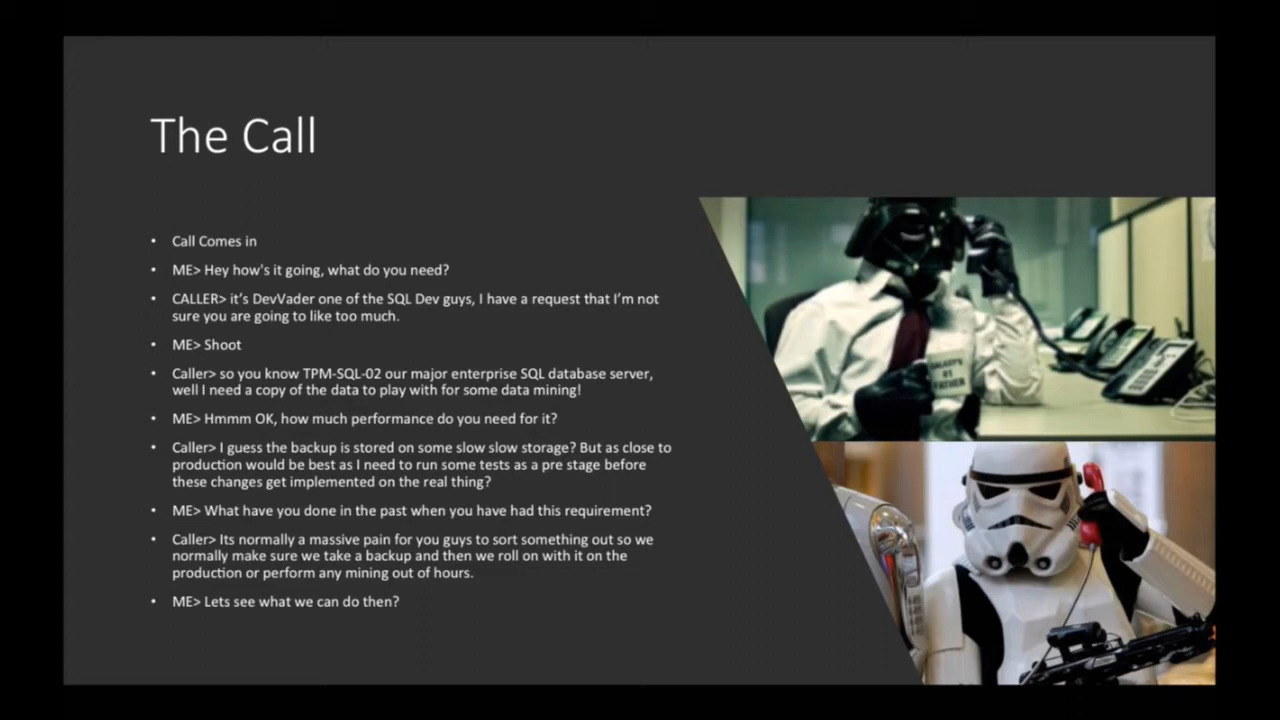 The Call
• Call Comes in
• ME> Hey how's it going, what do you need?
• CALLER> it's DevVader one of the SQL Dev guys, I have a request that I'm not
sure you are going to like too much.
• ME> Shoot
• Caller> so you know TPM-SQL-02 our major enterprise SQL database server,
well I need a copy of the data to play with for some data mining!
• ME> Hmmm OK, how much performance do you need for it?
• Caller> I guess the backup is stored on some slow slow storage? But as close to
production would be best as I need to run some tests as a pre stage before
these changes get implemented on the real thing?
• ME> What have you done in the past when you have had this requirement?
• Caller> Its normally a massive pain for you guys to sort something out so we
normally make sure we take a backup and then we roll on with it on the
production or perform any mining out of hours.
• ME> Lets see what we can do then?
GALAXY'S
#1
FATHER